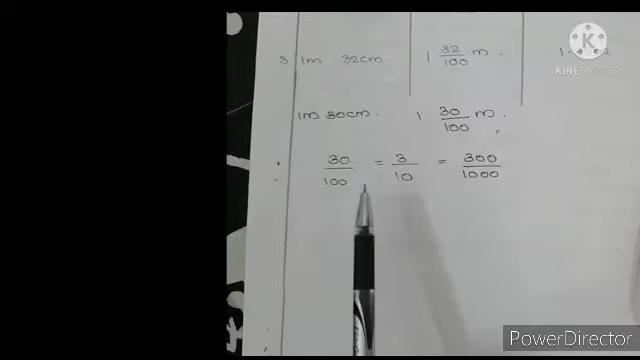 3 1m 32cm. 1 32/100 m.
1m 30cm. 1 30/100 m.
30/100 = 3/10 = 300/1000
KINEMASTER
PowerDirector